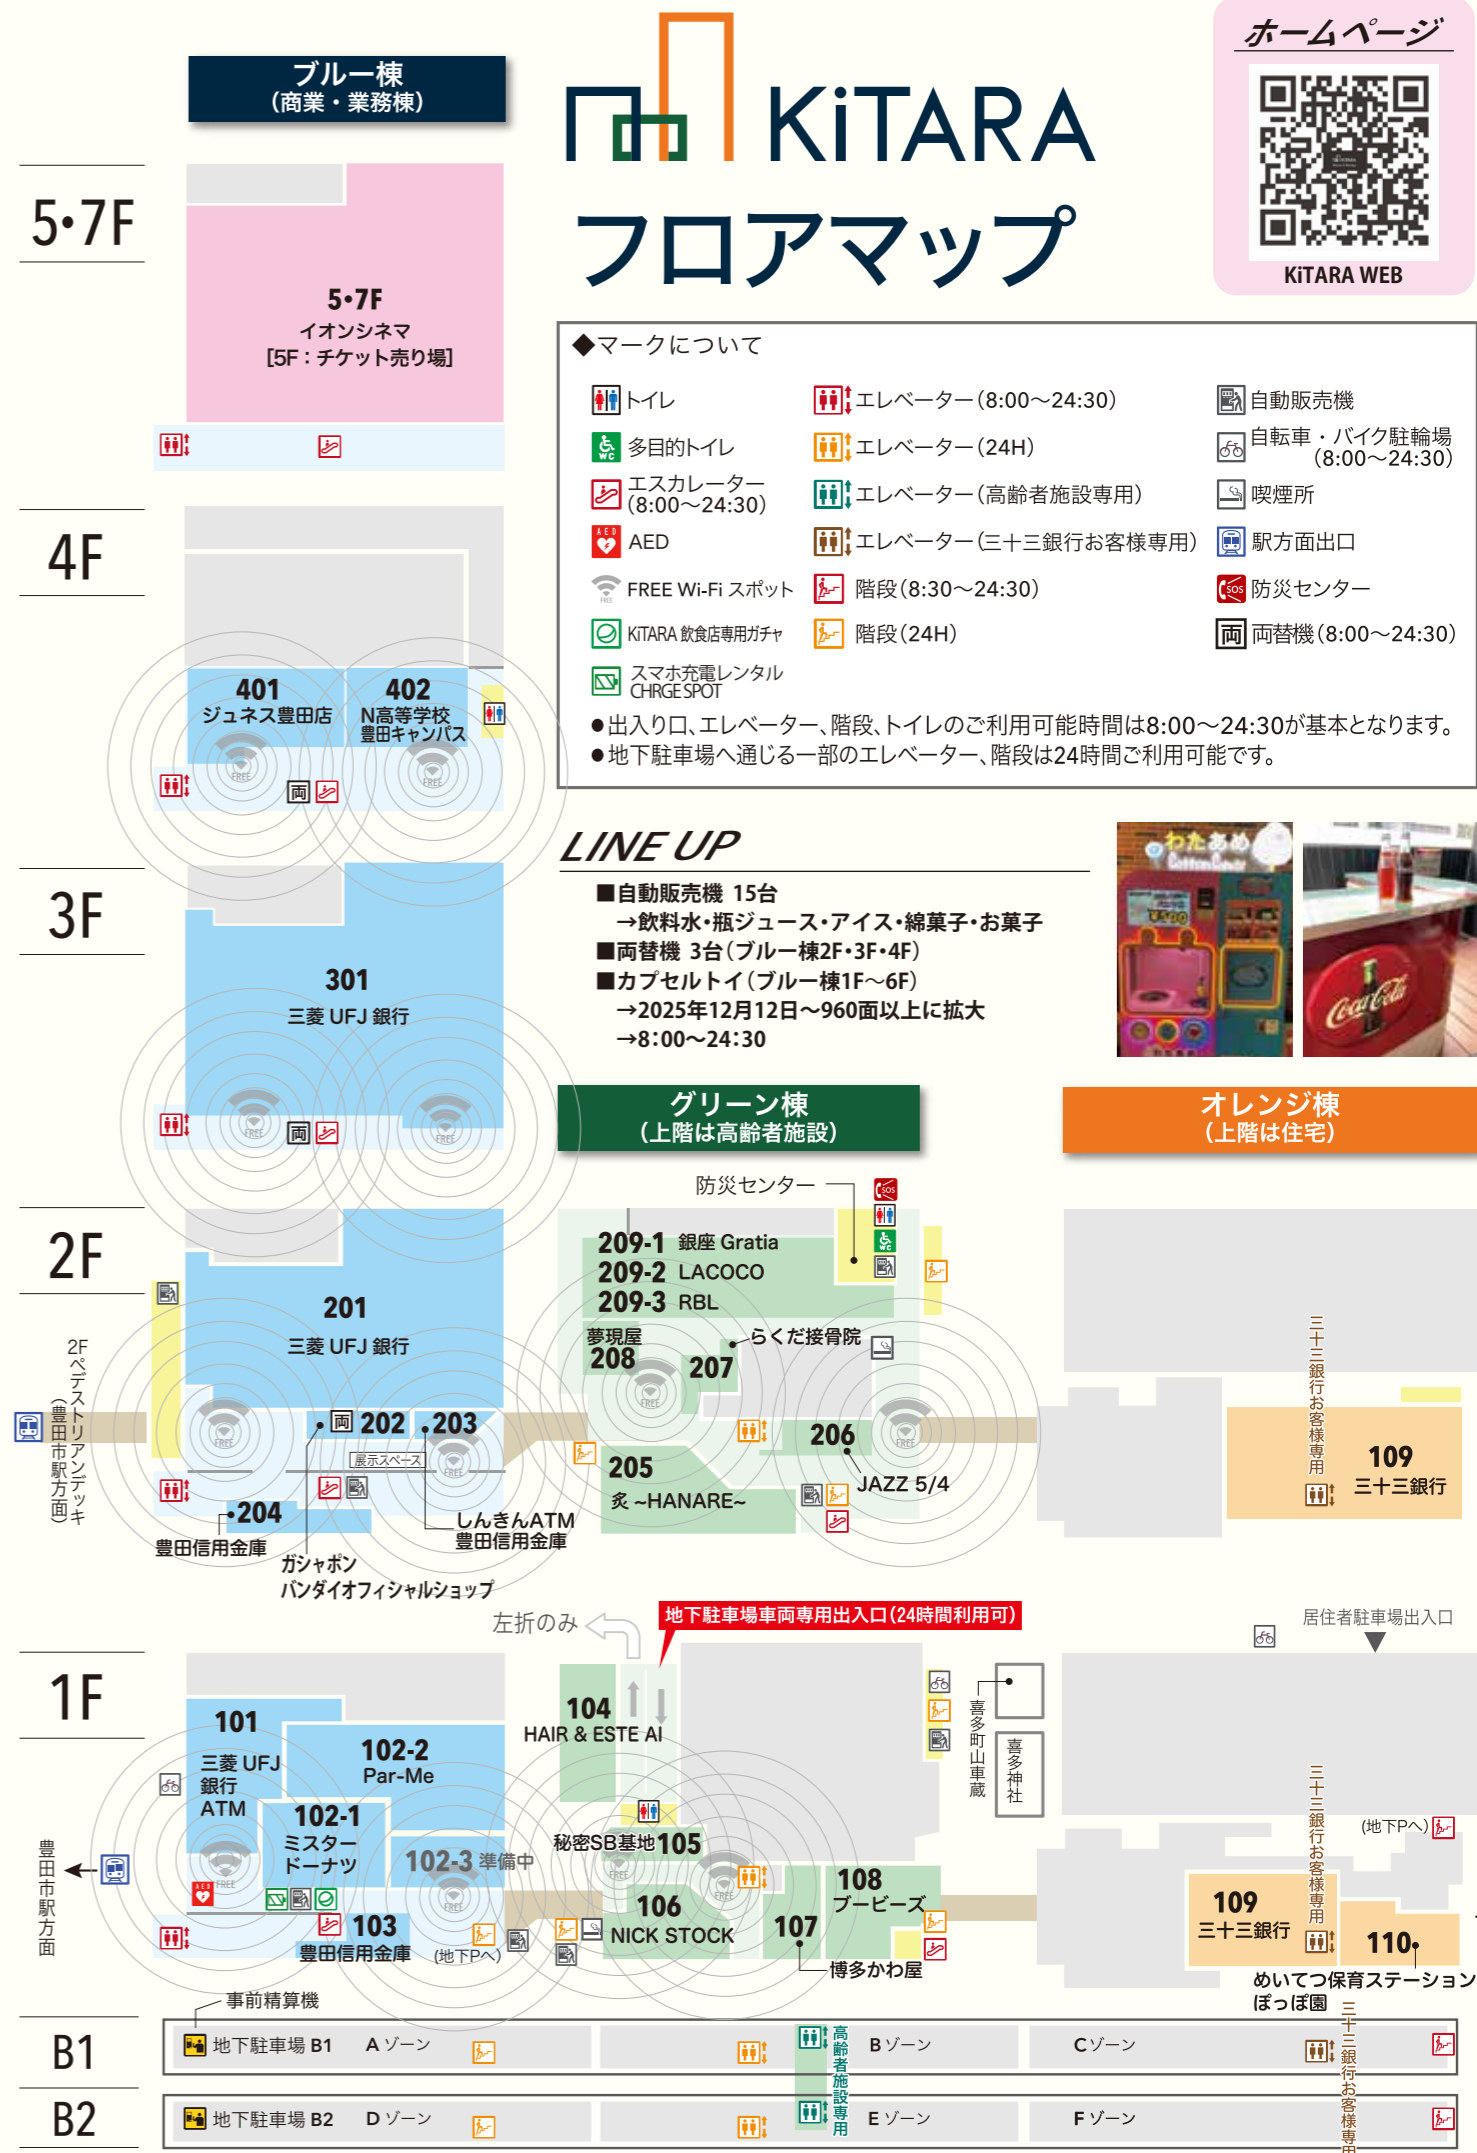 ブルー棟
(商業・業務棟)
KiTARA
フロアマップ
ホームページ
KiTARA WEB
5・7F
5・7F
イオンシネマ
[5F：チケット売り場]
◆マークについて
トイレ
多目的トイレ
エスカレーター
(8:00～24:30)
AED
FREE Wi-Fi スポット
KiTARA 飲食店専用ガチャ
スマホ充電レンタル
CHRGESPOT
エレベーター(8:00～24:30)
エレベーター(24H)
エレベーター(高齢者施設専用)
エレベーター(三十三銀行お客様専用)
階段(8:30～24:30)
階段(24H)
自動販売機
自転車・バイク駐輪場
(8:00～24:30)
喫煙所
駅方面出口
防災センター
両 両替機(8:00～24:30)
●出入り口、エレベーター、階段、トイレのご利用可能時間は8:00～24:30が基本となります。
●地下駐車場へ通じる一部のエレベーター、階段は24時間ご利用可能です。
4F
401
ジュネス豊田店
402
N高等学校
豊田キャンパス
FREE
FREE
両
LINE UP
■自動販売機 15台
→飲料水・瓶ジュース・アイス・綿菓子・お菓子
■両替機 3台(ブルー棟2F・3F・4F)
■カプセルトイ(ブルー棟1F～6F)
→2025年12月12日～960面以上に拡大
→8:00～24:30
わたあめ
Cotton Candy
¥500
Coca-Cola
3F
301
三菱 UFJ 銀行
FREE
両
FREE
グリーン棟
(上階は高齢者施設)
オレンジ棟
(上階は住宅)
2F
201
三菱 UFJ 銀行
2Fペデストリアンデッキ
(豊田市駅方面)
FREE
両 202
203
展示スペース
FREE
204
豊田信用金庫
ガシャポン
バンダイオフィシャルショップ
しんきんATM
豊田信用金庫
防災センター
SOS
WC
209-1 銀座 Gratia
209-2 LACOCO
209-3 RBL
夢現屋
208
らくだ接骨院
207
FREE
206
FREE
JAZZ 5/4
205
炙 ~HANARE~
三十三銀行お客様専用
109
三十三銀行
左折のみ
地下駐車場車両専用出入口(24時間利用可)
居住者駐車場出入口
1F
101
三菱 UFJ
銀行
ATM
102-2
Par-Me
102-1
ミスター
ドーナツ
102-3 準備中
FREE
FREE
AED
103
豊田信用金庫
(地下Pへ)
豊田市駅方面
104
HAIR & ESTE AI
秘密SB基地 105
FREE
FREE
106
NICK STOCK
107
博多かわ屋
108
ブービーズ
喜多町山車蔵
喜多神社
(地下Pへ)
三十三銀行お客様専用
109
三十三銀行
110
めいてつ保育ステーション
ぽっぽ園
事前精算機
B1
地下駐車場 B1
A ゾーン
B ゾーン
C ゾーン
高齢者施設専用
三十三銀行お客様専用
B2
地下駐車場 B2
D ゾーン
E ゾーン
F ゾーン